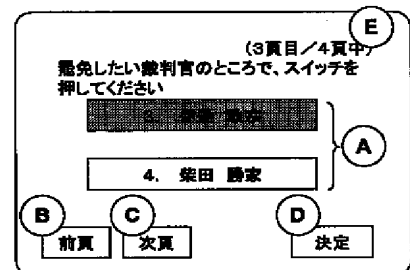 E
(3頁目／4頁中)
罷免したい裁判官のところで、スイッチを
押してください
3.
A
4. 柴田 勝家
B
C
D
前頁
次頁
決定